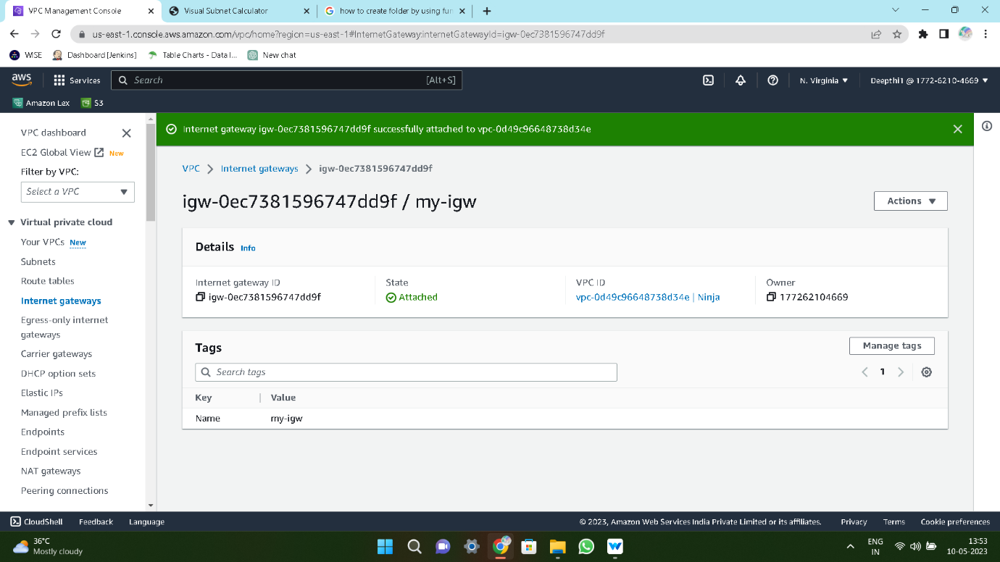 VPC Management Console
Visual Subnet Calculator
how to create folder by using fun
us-east-1.console.aws.amazon.com/vpc/home?region=us-east-1#InternetGateway:internetGatewayId=igw-0ec7381596747dd9f
WISE
Dashboard [Jenkins]
Table Charts - Data I...
New chat
aws
Services
Search
[Alt+S]
N. Virginia
Deepthi1 @ 1772-6210-4669
Amazon Lex
S3
VPC dashboard
EC2 Global View New
Filter by VPC:
Select a VPC
Virtual private cloud
Your VPCs New
Subnets
Route tables
Internet gateways
Egress-only internet
gateways
Carrier gateways
DHCP option sets
Elastic IPs
Managed prefix lists
Endpoints
Endpoint services
NAT gateways
Peering connections
Internet gateway igw-0ec7381596747dd9f successfully attached to vpc-0d49c96648738d34e
VPC > Internet gateways > igw-0ec7381596747dd9f
igw-0ec7381596747dd9f / my-igw
Actions
Details Info
Internet gateway ID
igw-0ec7381596747dd9f
State
Attached
VPC ID
vpc-0d49c96648738d34e | Ninja
Owner
177262104669
Tags
Manage tags
Search tags
1
Key
Value
Name
my-igw
CloudShell
Feedback
Language
© 2023, Amazon Web Services India Private Limited or its affiliates.
Privacy
Terms
Cookie preferences
36°C
Mostly cloudy
ENG
IN
13:53
10-05-2023